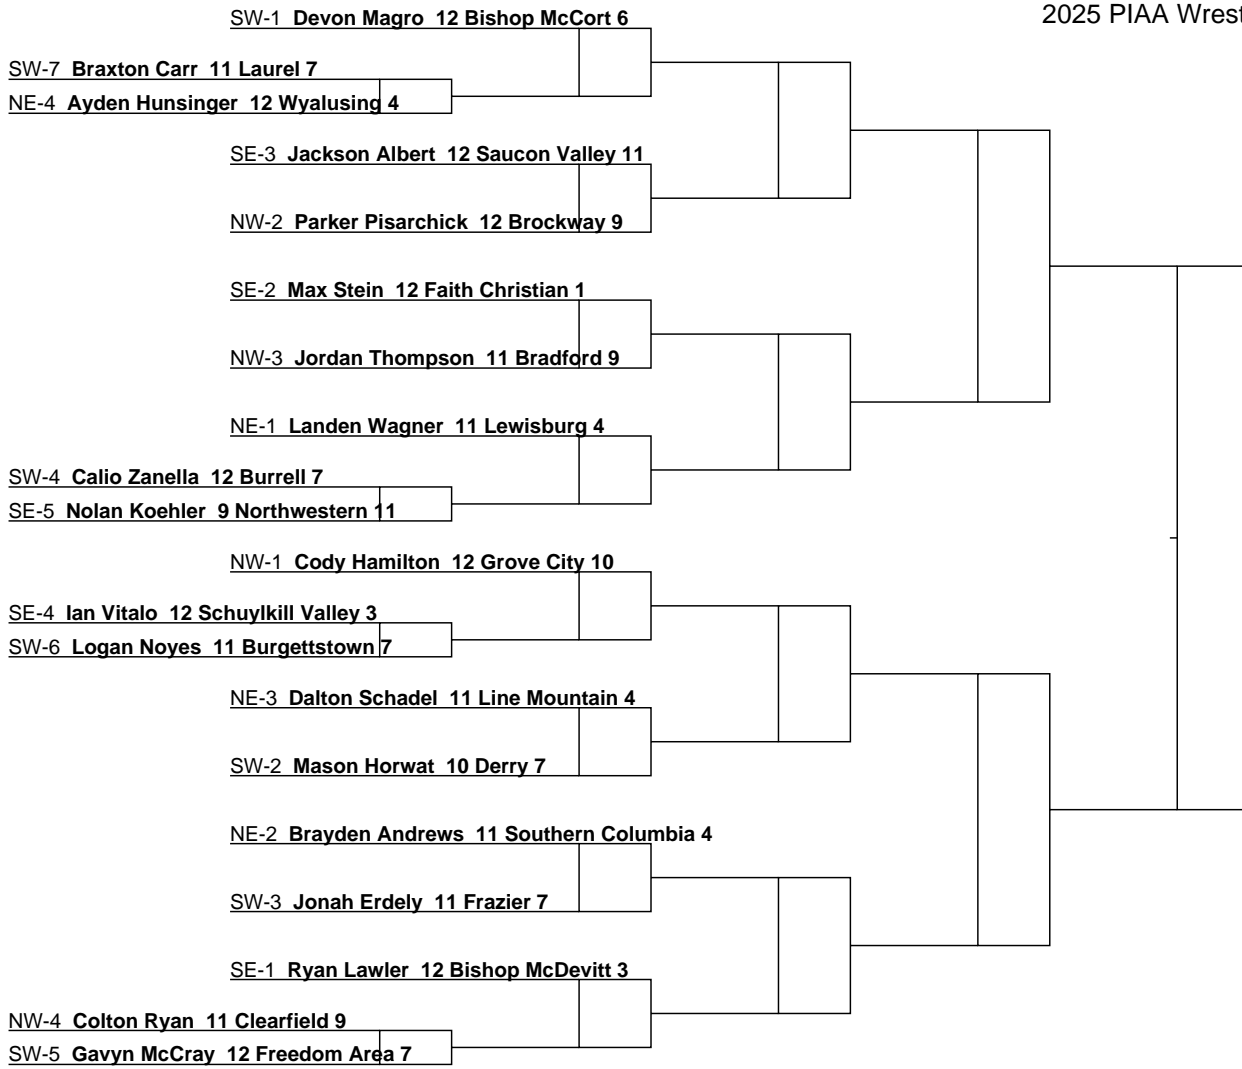 2025 PIAA Wrest
SW-1 Devon Magro 12 Bishop McCort 6
SW-7 Braxton Carr 11 Laurel 7
NE-4 Ayden Hunsinger 12 Wyalusing 4
SE-3 Jackson Albert 12 Saucon Valley 11
NW-2 Parker Pisarchick 12 Brockway 9
SE-2 Max Stein 12 Faith Christian 1
NW-3 Jordan Thompson 11 Bradford 9
NE-1 Landen Wagner 11 Lewisburg 4
SW-4 Calio Zanella 12 Burrell 7
SE-5 Nolan Koehler 9 Northwestern 11
NW-1 Cody Hamilton 12 Grove City 10
SE-4 Ian Vitalo 12 Schuylkill Valley 3
SW-6 Logan Noyes 11 Burgettstown 7
NE-3 Dalton Schadel 11 Line Mountain 4
SW-2 Mason Horwat 10 Derry 7
NE-2 Brayden Andrews 11 Southern Columbia 4
SW-3 Jonah Erdely 11 Frazier 7
SE-1 Ryan Lawler 12 Bishop McDevitt 3
NW-4 Colton Ryan 11 Clearfield 9
SW-5 Gavyn McCray 12 Freedom Area 7